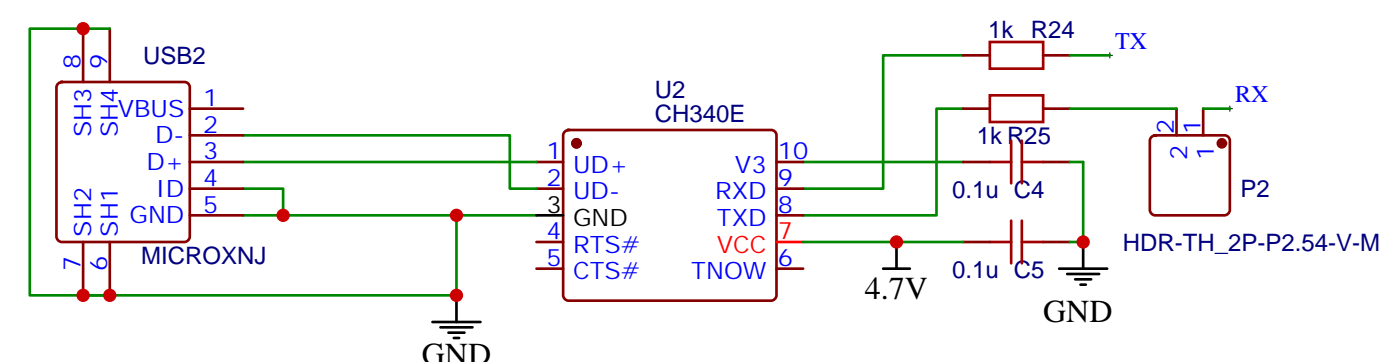 USB2
8
9
SH3
SH4
VBUS 1
D- 2
D+ 3
ID 4
GND 5
SH2
SH1
7
6
MICROXNJ
GND
U2
CH340E
1 UD+
2 UD-
3 GND
4 RTS#
5 CTS#
V3 10
RXD 9
TXD 8
VCC 7
TNOW 6
1k R24
TX
1k R25
RX
0.1u C4
4.7V
0.1u C5
GND
2 1
2 1
P2
HDR-TH_2P-P2.54-V-M